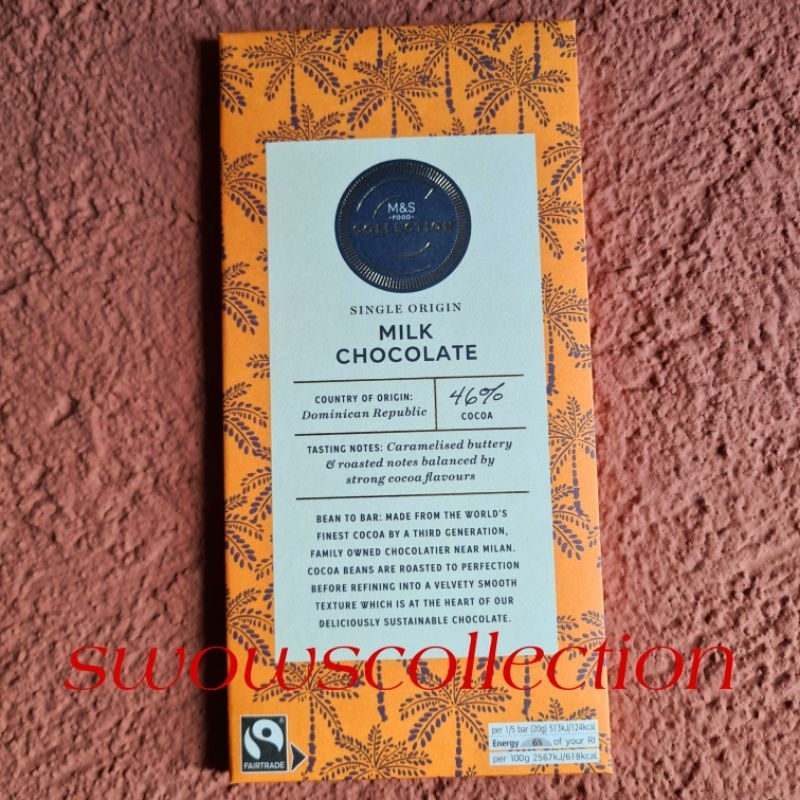 M&S
-FOOD-
COLLECTION
SINGLE ORIGIN
MILK
CHOCOLATE
COUNTRY OF ORIGIN:
Dominican Republic
46%
COCOA
TASTING NOTES: Caramelised buttery
& roasted notes balanced by
strong cocoa flavours
BEAN TO BAR: MADE FROM THE WORLD'S
FINEST COCOA BY A THIRD GENERATION,
FAMILY OWNED CHOCOLATIER NEAR MILAN.
COCOA BEANS ARE ROASTED TO PERFECTION
BEFORE REFINING INTO A VELVETY SMOOTH
TEXTURE WHICH IS AT THE HEART OF OUR
DELICIOUSLY SUSTAINABLE CHOCOLATE.
swowscollection
FAIRTRADE
per 1/5 bar (20g) 513kJ/124kcal
Energy 6% of your RI
per 100g 2567kJ/618kcal